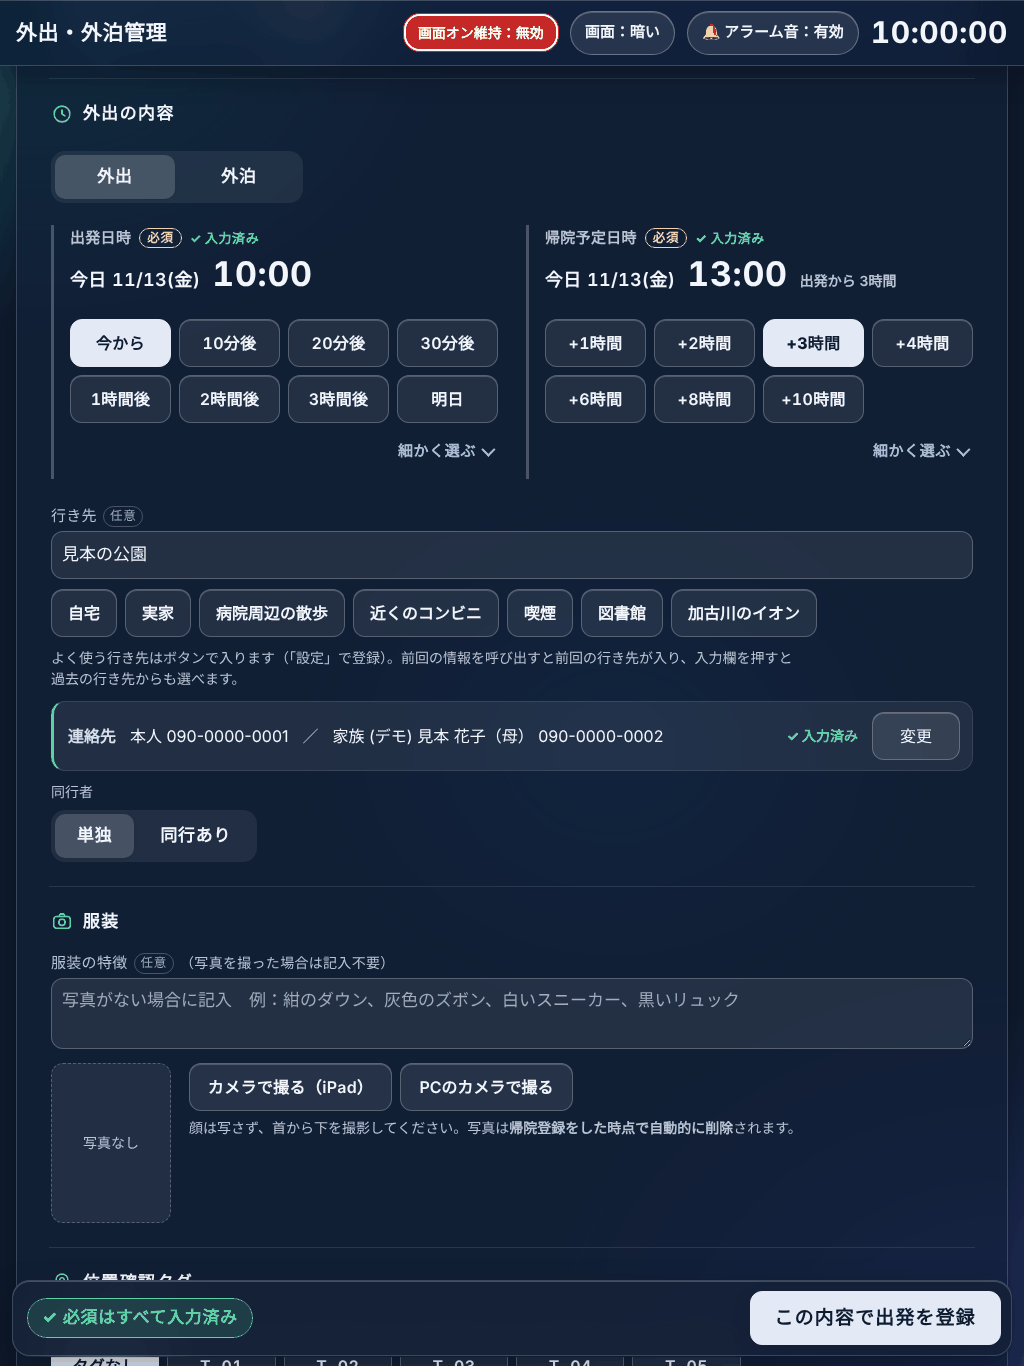 外出・外泊管理
画面オン維持：無効
画面：暗い
アラーム音：有効
10:00:00
外出の内容
外出
外泊
出発日時 必須 入力済み
今日 11/13(金) 10:00
今から
10分後
20分後
30分後
1時間後
2時間後
3時間後
明日
細かく選ぶ
帰院予定日時 必須 入力済み
今日 11/13(金) 13:00 出発から 3時間
+1時間
+2時間
+3時間
+4時間
+6時間
+8時間
+10時間
細かく選ぶ
行き先 任意
見本の公園
自宅
実家
病院周辺の散歩
近くのコンビニ
喫煙
図書館
加古川のイオン
よく使う行き先はボタンで入ります（「設定」で登録）。前回の情報を呼び出すと前回の行き先が入り、入力欄を押すと
過去の行き先からも選べます。
連絡先 本人 090-0000-0001 ／ 家族 (デモ) 見本 花子（母） 090-0000-0002
入力済み
変更
同行者
単独
同行あり
服装
服装の特徴 任意 （写真を撮った場合は記入不要）
写真がない場合に記入　例：紺のダウン、灰色のズボン、白いスニーカー、黒いリュック
写真なし
カメラで撮る（iPad）
PCのカメラで撮る
顔は写さず、首から下を撮影してください。写真は帰院登録をした時点で自動的に削除されます。
位置確認タグ
必須はすべて入力済み
この内容で出発を登録
タグなし
T-01
T-02
T-03
T-04
T-05